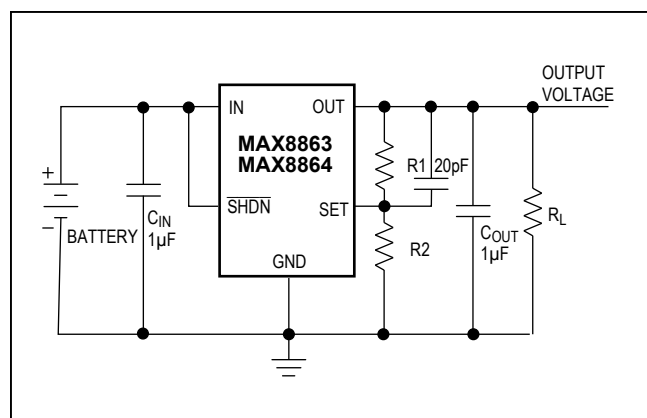 OUTPUT
VOLTAGE
IN
OUT
MAX8863
MAX8864
R1
20pF
+
SHDN
SET
CIN
1µF
COUT
1µF
RL
−
BATTERY
R2
GND